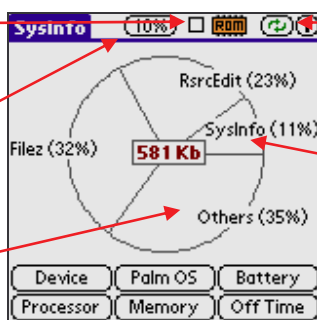 SysInfo 10% ROM
RsrcEdit (23%)
SysInfo (11%)
Filez (32%)
581 Kb
Others (35%)
Device Palm OS Battery
Processor Memory Off Time